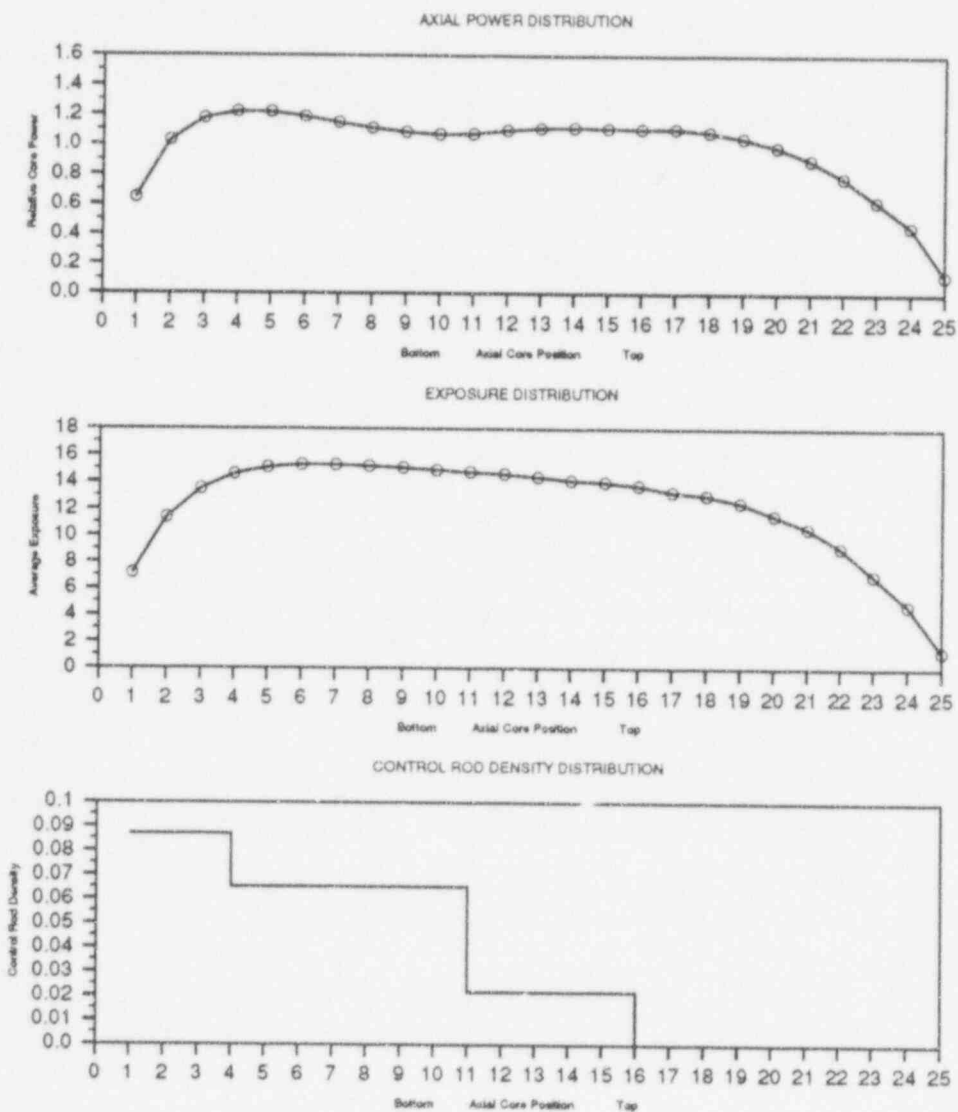 AXIAL POWER DISTRIBUTION
1.6
1.4
1.2
1.0
0.8
0.6
0.4
0.2
0.0
Relative Core Power
0 1 2 3 4 5 6 7 8 9 10 11 12 13 14 15 16 17 18 19 20 21 22 23 24 25
Bottom Axial Core Position Top
EXPOSURE DISTRIBUTION
18
16
14
12
10
8
6
4
2
0
Average Exposure
0 1 2 3 4 5 6 7 8 9 10 11 12 13 14 15 16 17 18 19 20 21 22 23 24 25
Bottom Axial Core Position Top
CONTROL ROD DENSITY DISTRIBUTION
0.1
0.09
0.08
0.07
0.06
0.05
0.04
0.03
0.02
0.01
0.0
Control Rod Density
0 1 2 3 4 5 6 7 8 9 10 11 12 13 14 15 16 17 18 19 20 21 22 23 24 25
Bottom Axial Core Position Top